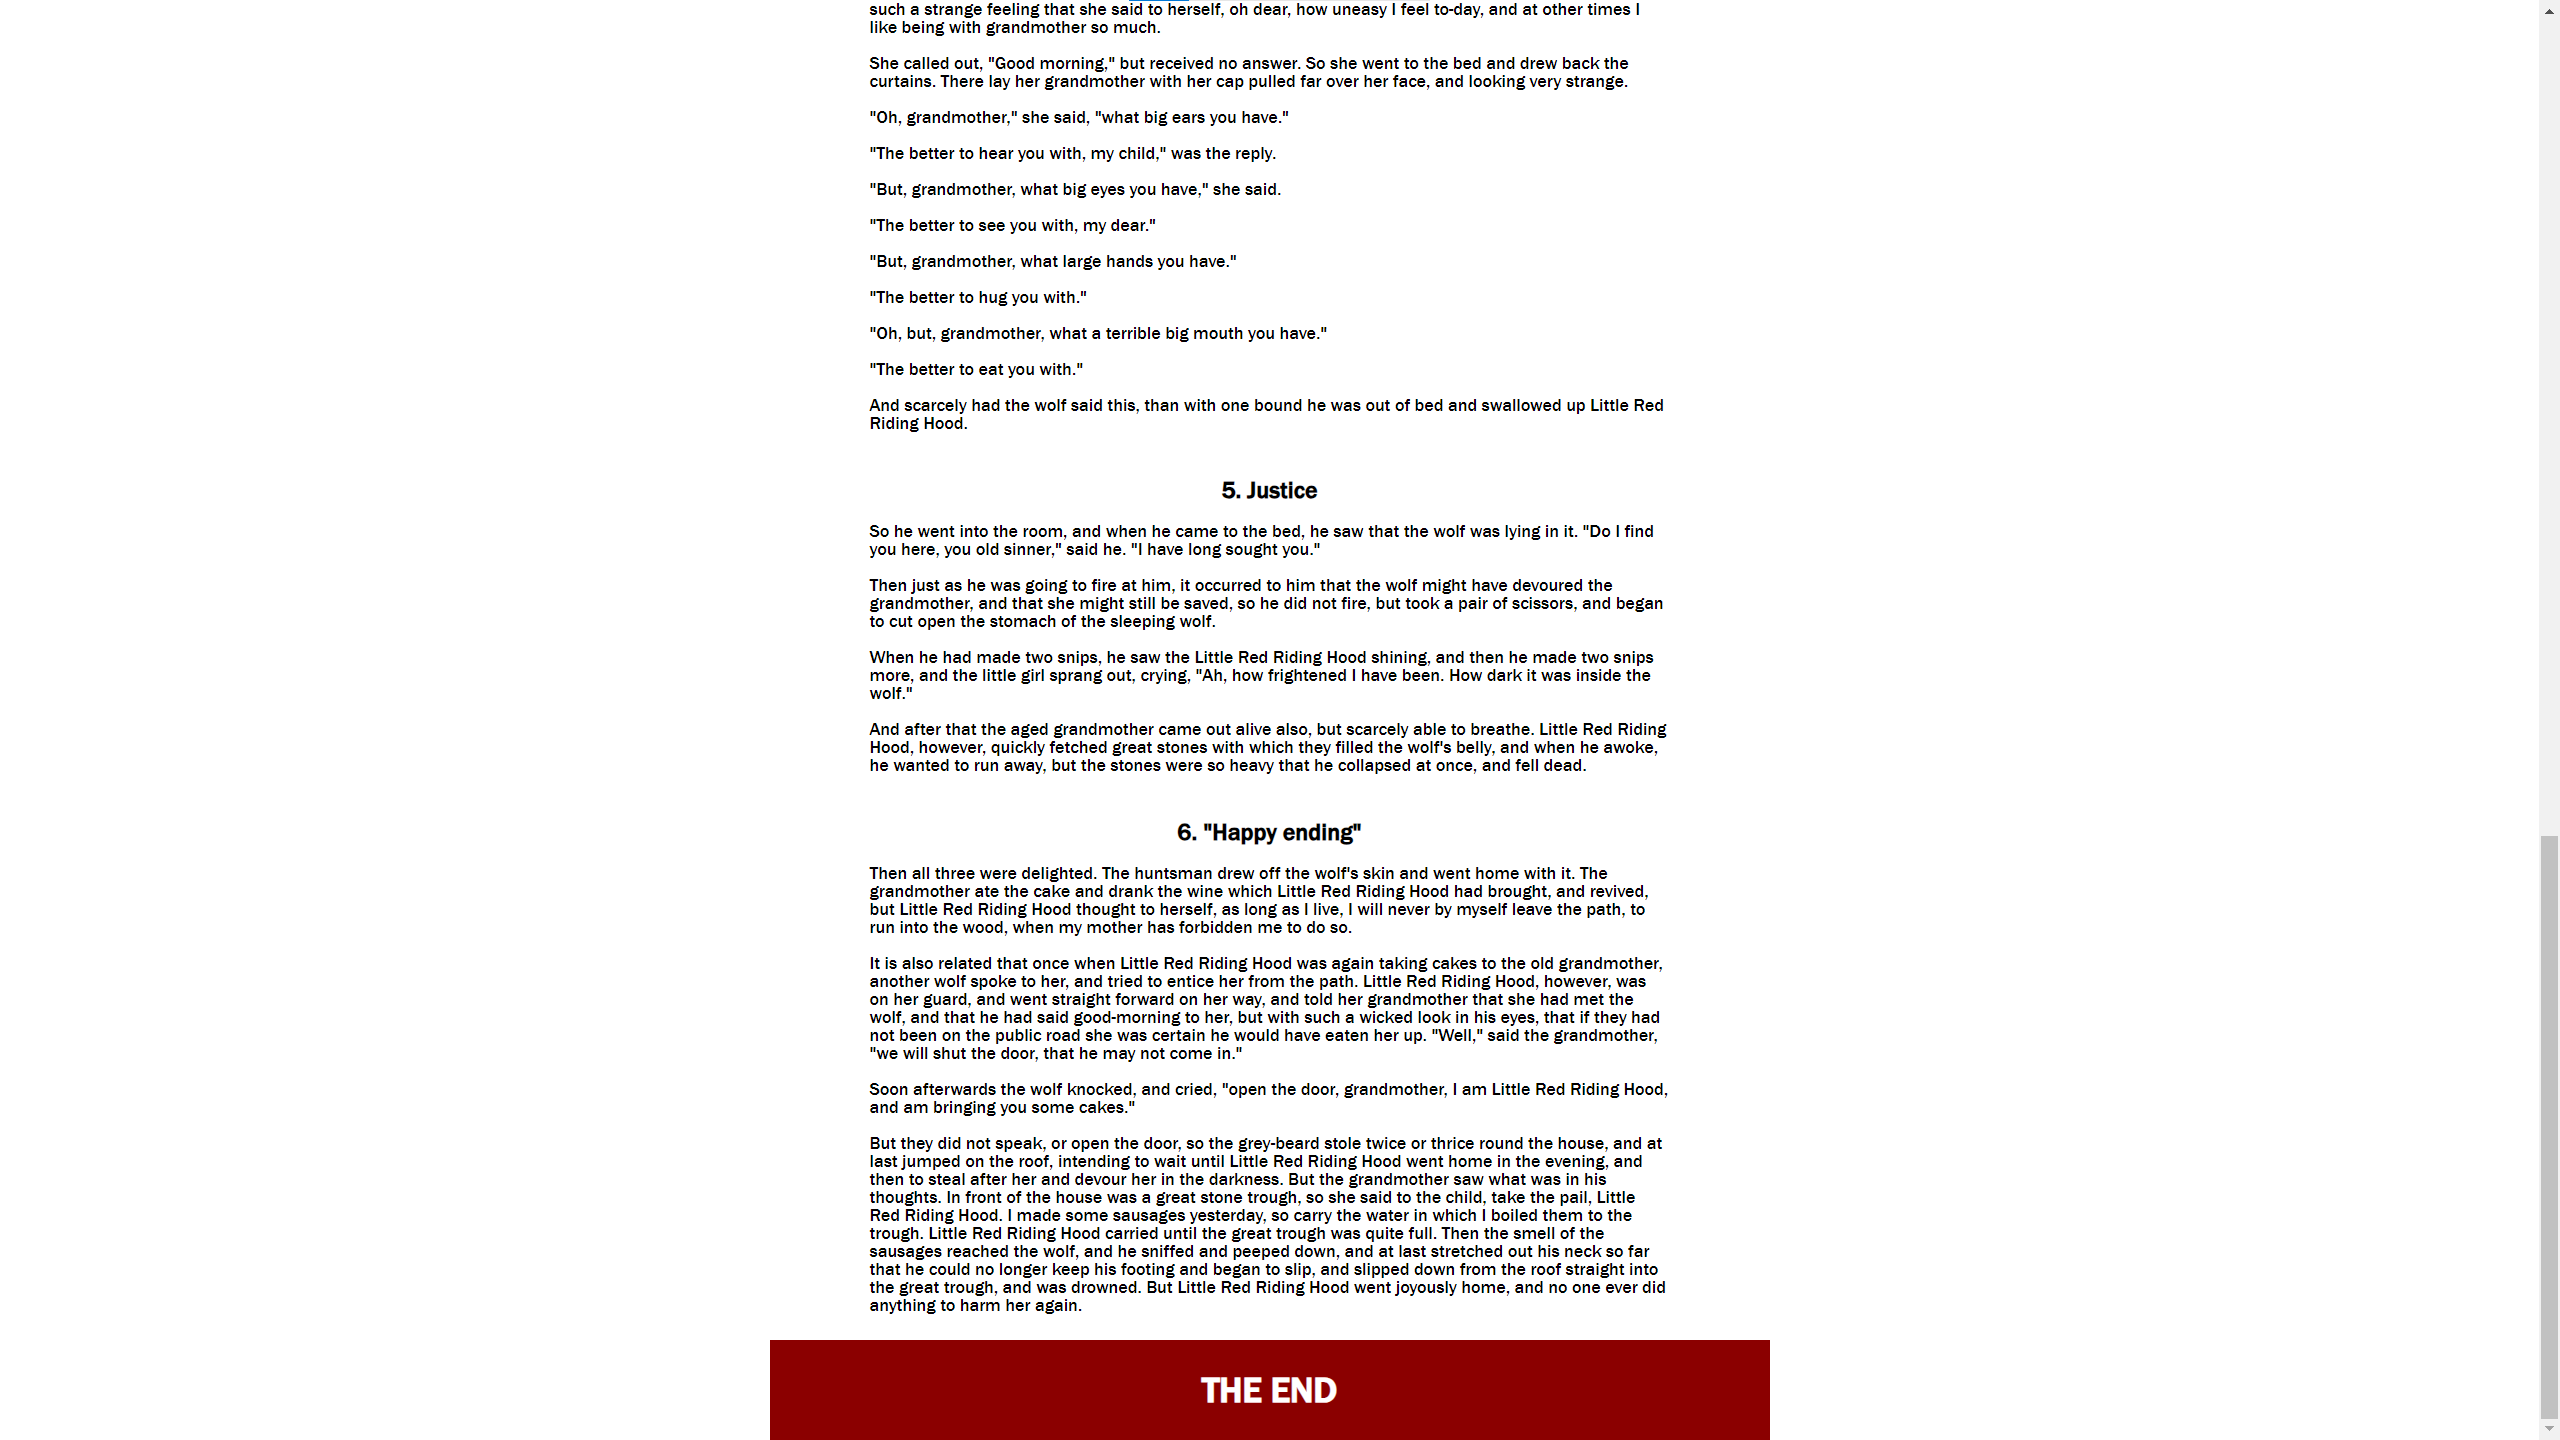 such a strange feeling that she said to herself, oh dear, how uneasy I feel to-day, and at other times I
like being with grandmother so much.
She called out, "Good morning," but received no answer. So she went to the bed and drew back the
curtains. There lay her grandmother with her cap pulled far over her face, and looking very strange.
"Oh, grandmother," she said, "what big ears you have."
"The better to hear you with, my child," was the reply.
"But, grandmother, what big eyes you have," she said.
"The better to see you with, my dear."
"But, grandmother, what large hands you have."
"The better to hug you with."
"Oh, but, grandmother, what a terrible big mouth you have."
"The better to eat you with."
And scarcely had the wolf said this, than with one bound he was out of bed and swallowed up Little Red
Riding Hood.
5. Justice
So he went into the room, and when he came to the bed, he saw that the wolf was lying in it. "Do I find
you here, you old sinner," said he. "I have long sought you."
Then just as he was going to fire at him, it occurred to him that the wolf might have devoured the
grandmother, and that she might still be saved, so he did not fire, but took a pair of scissors, and began
to cut open the stomach of the sleeping wolf.
When he had made two snips, he saw the Little Red Riding Hood shining, and then he made two snips
more, and the little girl sprang out, crying, "Ah, how frightened I have been. How dark it was inside the
wolf."
And after that the aged grandmother came out alive also, but scarcely able to breathe. Little Red Riding
Hood, however, quickly fetched great stones with which they filled the wolf's belly, and when he awoke,
he wanted to run away, but the stones were so heavy that he collapsed at once, and fell dead.
6. "Happy ending"
Then all three were delighted. The huntsman drew off the wolf's skin and went home with it. The
grandmother ate the cake and drank the wine which Little Red Riding Hood had brought, and revived,
but Little Red Riding Hood thought to herself, as long as I live, I will never by myself leave the path, to
run into the wood, when my mother has forbidden me to do so.
It is also related that once when Little Red Riding Hood was again taking cakes to the old grandmother,
another wolf spoke to her, and tried to entice her from the path. Little Red Riding Hood, however, was
on her guard, and went straight forward on her way, and told her grandmother that she had met the
wolf, and that he had said good-morning to her, but with such a wicked look in his eyes, that if they had
not been on the public road she was certain he would have eaten her up. "Well," said the grandmother,
"we will shut the door, that he may not come in."
Soon afterwards the wolf knocked, and cried, "open the door, grandmother, I am Little Red Riding Hood,
and am bringing you some cakes."
But they did not speak, or open the door, so the grey-beard stole twice or thrice round the house, and at
last jumped on the roof, intending to wait until Little Red Riding Hood went home in the evening, and
then to steal after her and devour her in the darkness. But the grandmother saw what was in his
thoughts. In front of the house was a great stone trough, so she said to the child, take the pail, Little
Red Riding Hood. I made some sausages yesterday, so carry the water in which I boiled them to the
trough. Little Red Riding Hood carried until the great trough was quite full. Then the smell of the
sausages reached the wolf, and he sniffed and peeped down, and at last stretched out his neck so far
that he could no longer keep his footing and began to slip, and slipped down from the roof straight into
the great trough, and was drowned. But Little Red Riding Hood went joyously home, and no one ever did
anything to harm her again.
THE END